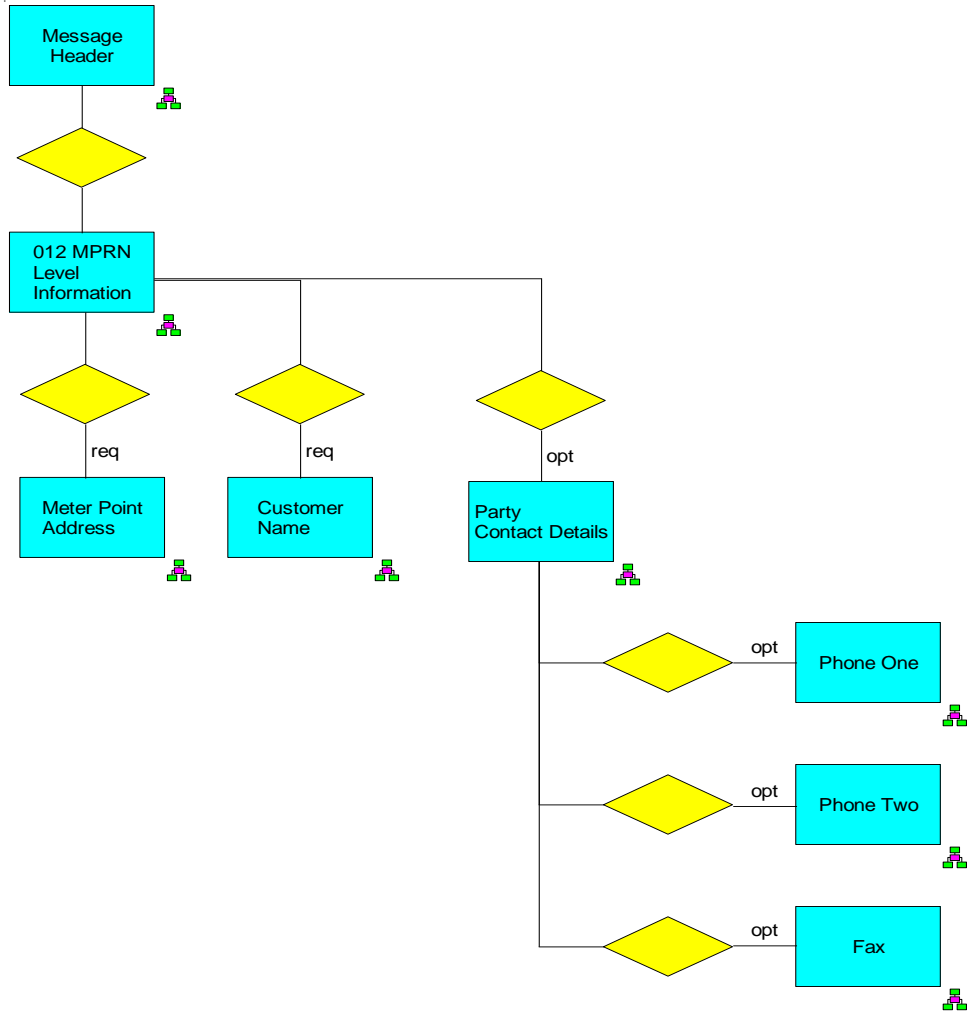 Message
Header
012 MPRN
Level
Information
req
req
opt
Meter Point
Address
Customer
Name
Party
Contact Details
opt
Phone One
opt
Phone Two
opt
Fax